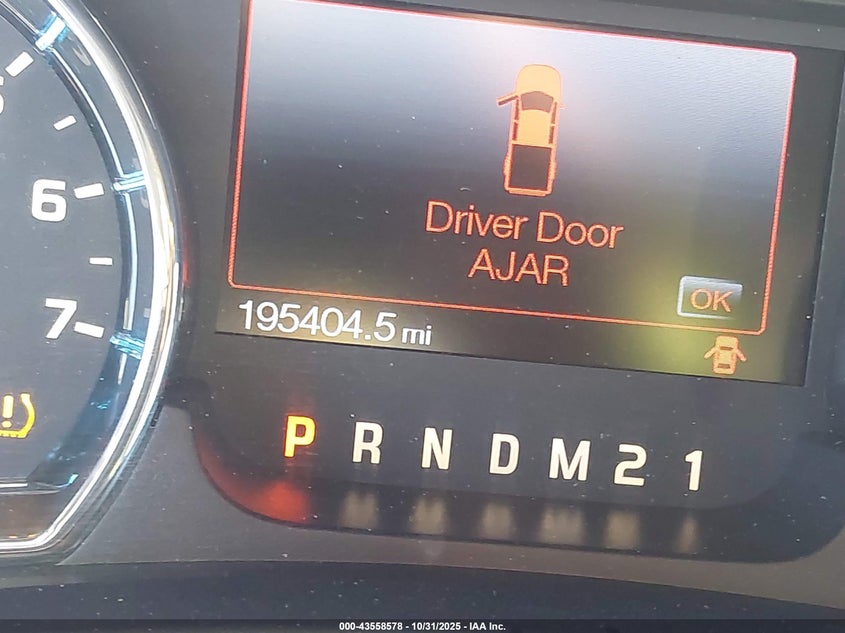 6
7
Driver Door
AJAR
OK
195404.5 mi
!
P R N D M 2 1
000-43558578 - 10/31/2025 - IAA Inc.